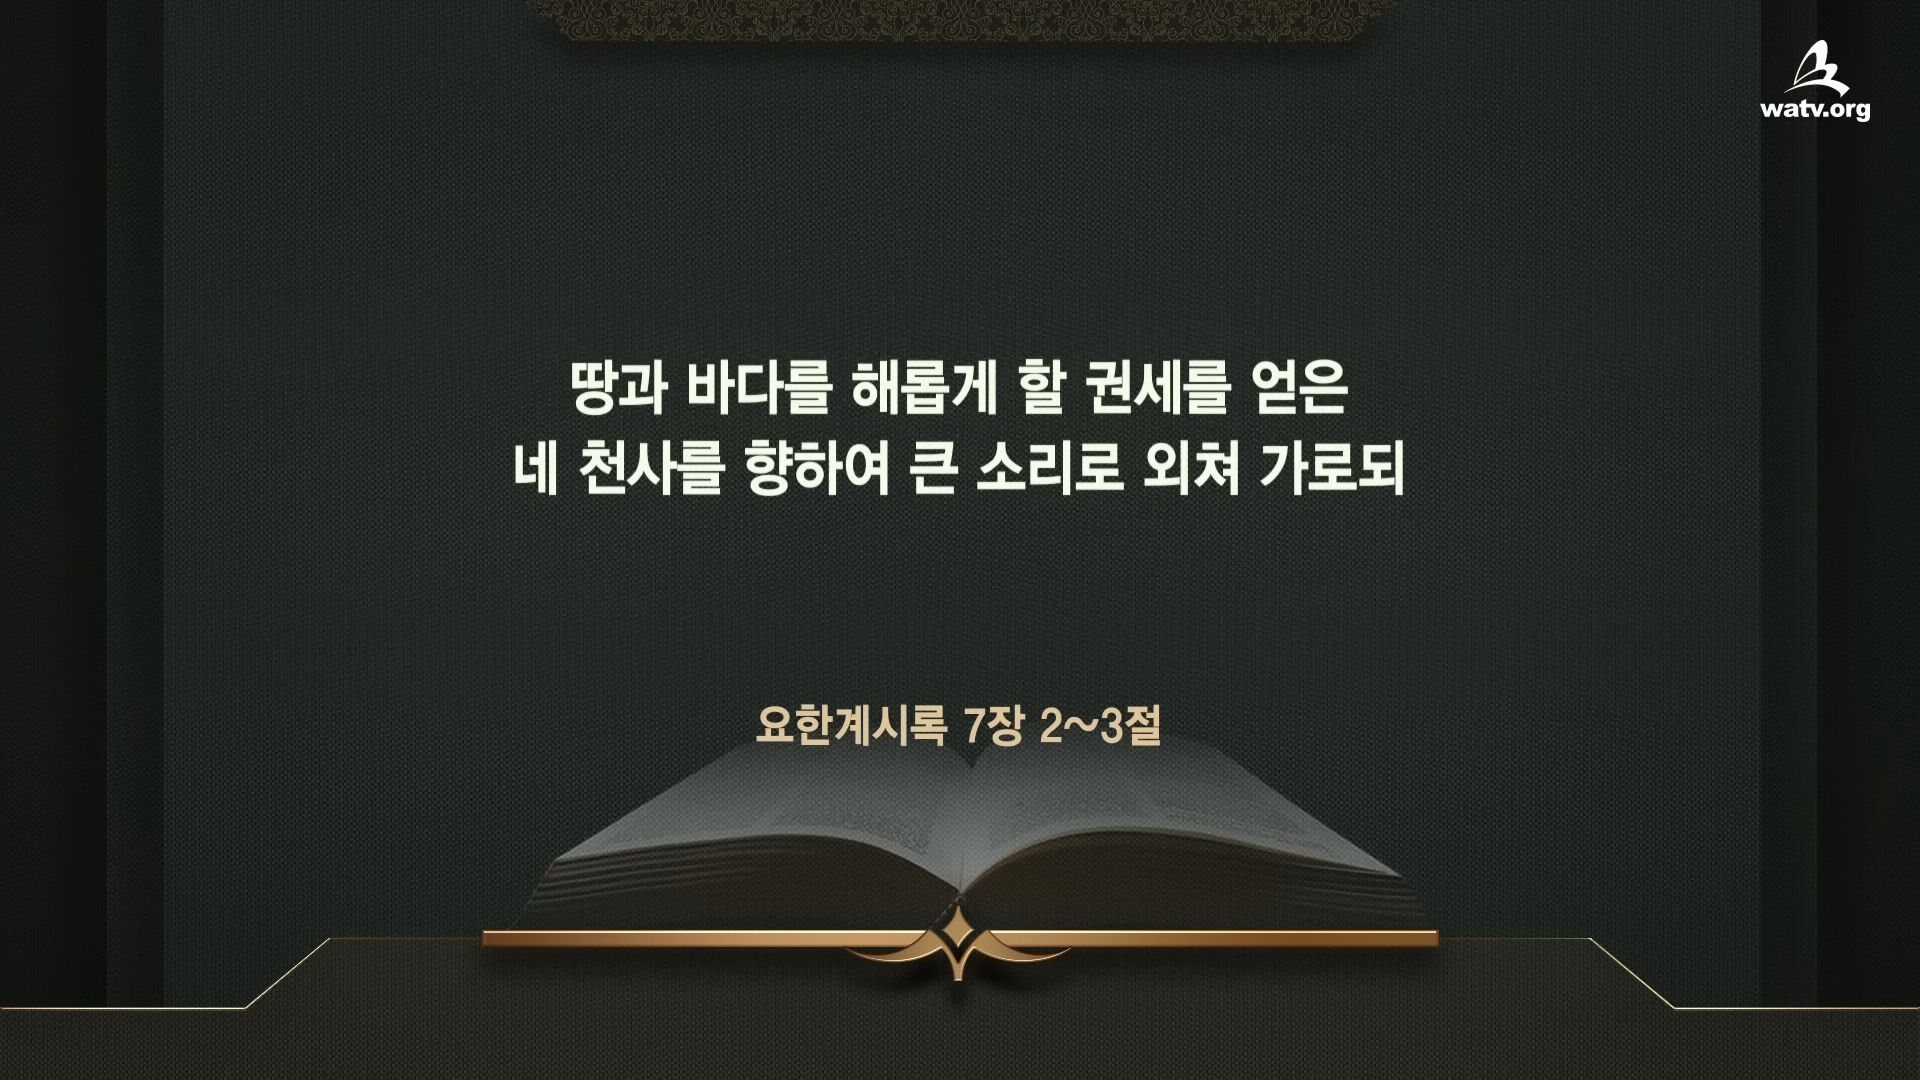 watv.org
땅과 바다를 해롭게 할 권세를 얻은
네 천사를 향하여 큰 소리로 외쳐 가로되
요한계시록 7장 2~3절